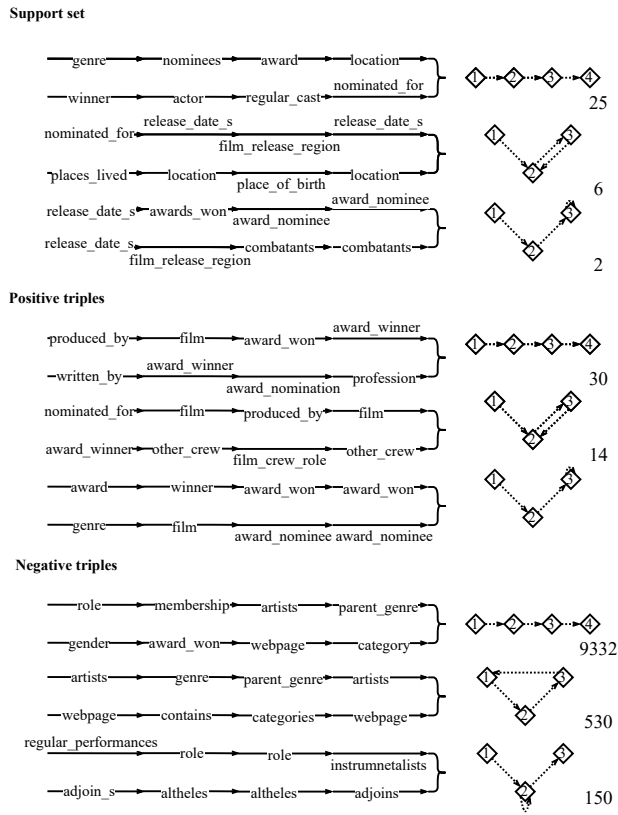 Support set
genre nominees award location
winner actor regular_cast nominated_for
1 2 3 4
25
nominated_for release_date_s film_release_region release_date_s
places_lived location place_of_birth location
1 2 3
6
release_date_s awards_won award_nominee award_nominee
release_date_s film_release_region combatants combatants
1 2 3
2
Positive triples
produced_by film award_won award_winner
written_by award_winner award_nomination profession
1 2 3 4
30
nominated_for film produced_by film
award_winner other_crew film_crew_role other_crew
1 2 3
14
award winner award_won award_won
genre film award_nominee award_nominee
1 2 3
Negative triples
role membership artists parent_genre
gender award_won webpage category
1 2 3 4
9332
artists genre parent_genre artists
webpage contains categories webpage
1 2 3
530
regular_performances role role instrumnetalists
adjoin_s altheles altheles adjoins
1 2 3
150